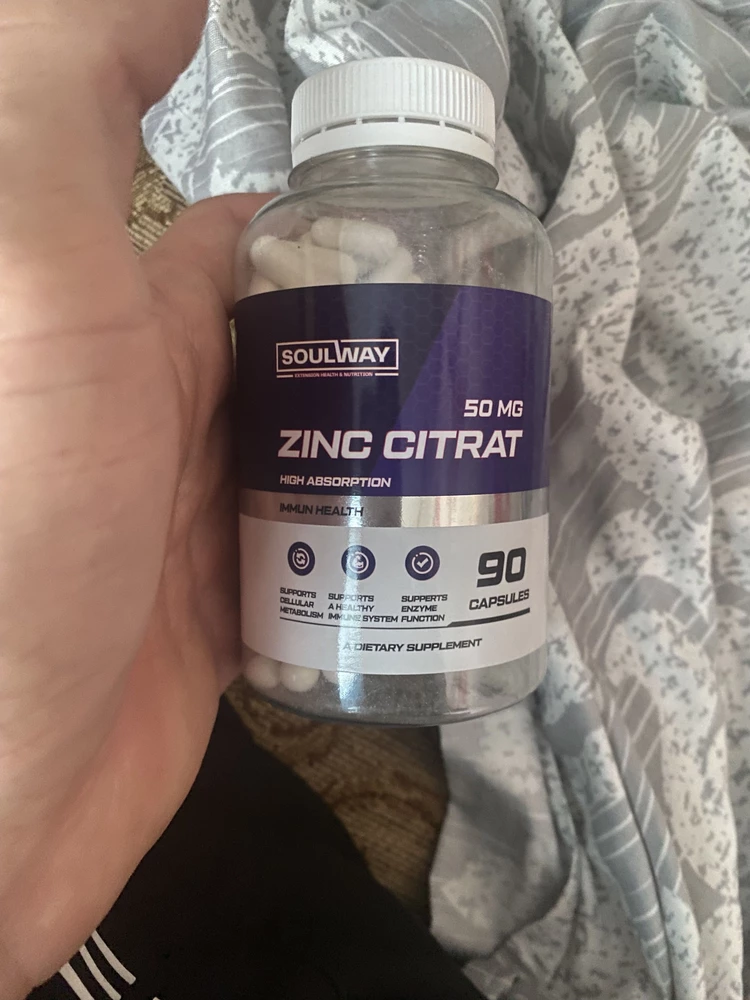 SOULWAY
EXTENSION HEALTH & NUTRITION
50 MG
ZINC CITRAT
HIGH ABSORPTION
IMMUN HEALTH
SUPPORTS
CELLULAR
METABOLISM
SUPPORTS
A HEALTHY
IMMUNE SYSTEM
SUPPERTS
ENZYME
FUNCTION
90
CAPSULES
A DIETARY SUPPLEMENT